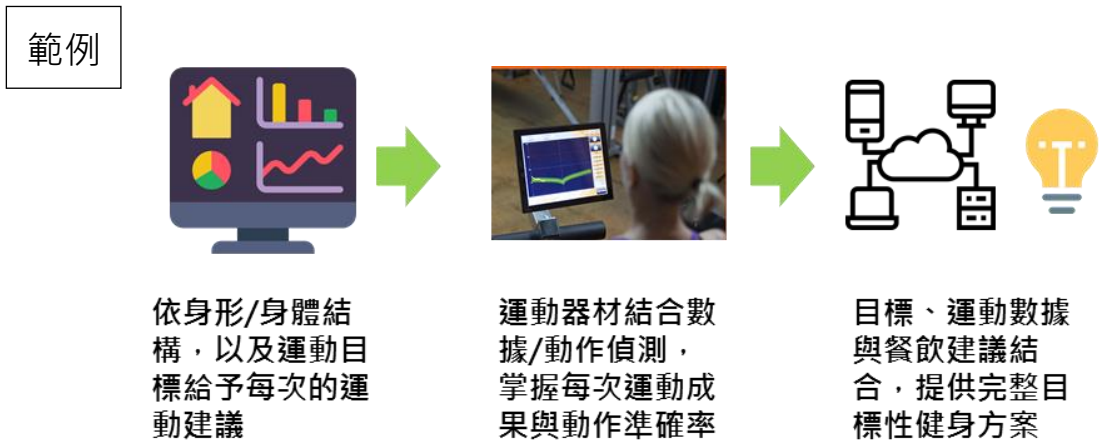 範例
依身形/身體結
構，以及運動目
標給予每次的運
動建議
運動器材結合數
據/動作偵測，
掌握每次運動成
果與動作準確率
目標、運動數據
與餐飲建議結
合，提供完整目
標性健身方案